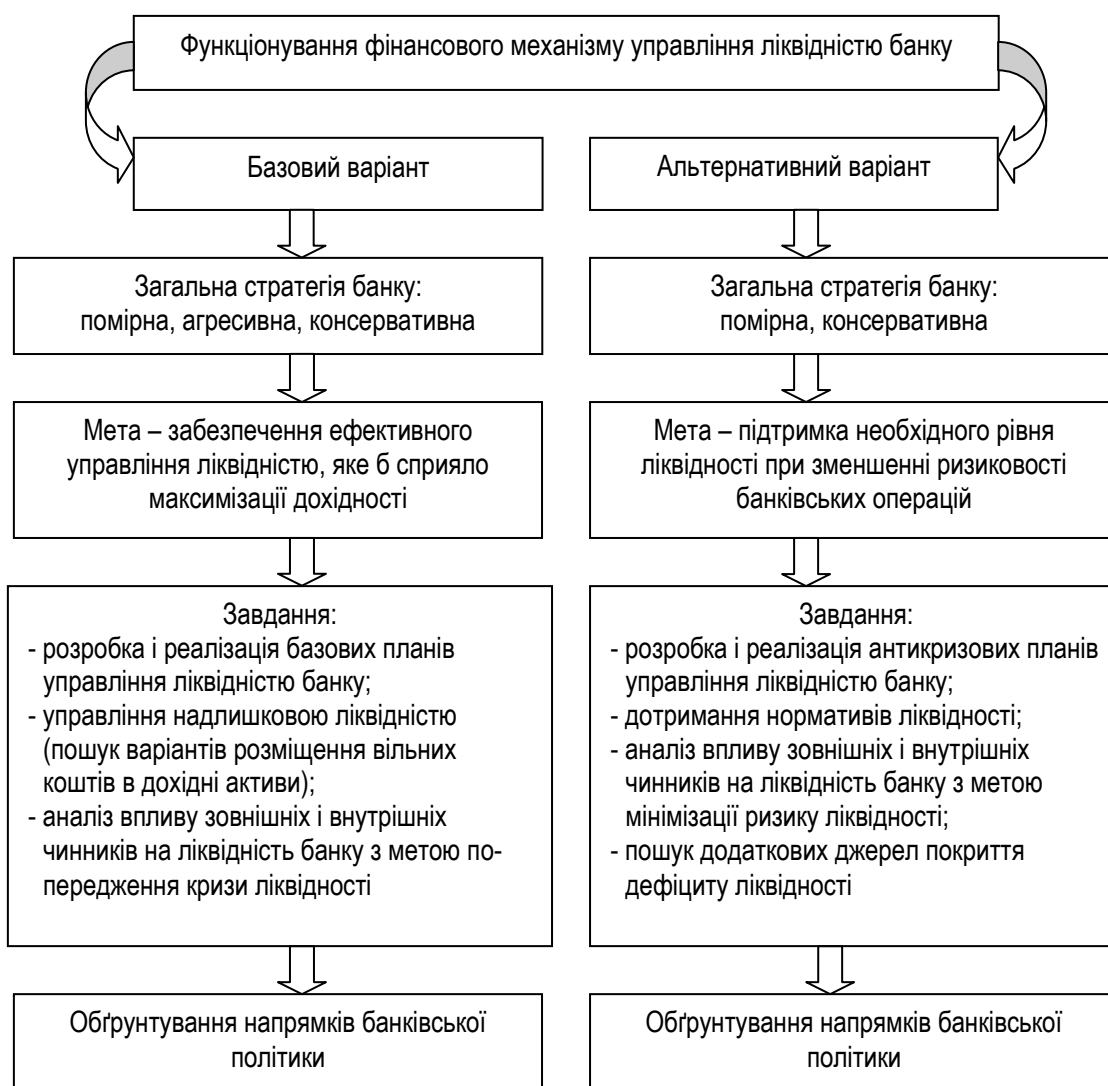 Функціонування фінансового механізму управління ліквідністю банку
Базовий варіант
Альтернативний варіант
Загальна стратегія банку:
помірна, агресивна, консервативна
Загальна стратегія банку:
помірна, консервативна
Мета – забезпечення ефективного
управління ліквідністю, яке б сприяло
максимізації дохідності
Мета – підтримка необхідного рівня
ліквідності при зменшенні ризиковості
банківських операцій
Завдання:
- розробка і реалізація базових планів
управління ліквідністю банку;
- управління надлишковою ліквідністю
(пошук варіантів розміщення вільних
коштів в дохідні активи);
- аналіз впливу зовнішніх і внутрішніх
чинників на ліквідність банку з метою по-
передження кризи ліквідності
Завдання:
- розробка і реалізація антикризових планів
управління ліквідністю банку;
- дотримання нормативів ліквідності;
- аналіз впливу зовнішніх і внутрішніх
чинників на ліквідність банку з метою
мінімізації ризику ліквідності;
- пошук додаткових джерел покриття
дефіциту ліквідності
Обґрунтування напрямків банківської
політики
Обґрунтування напрямків банківської
політики